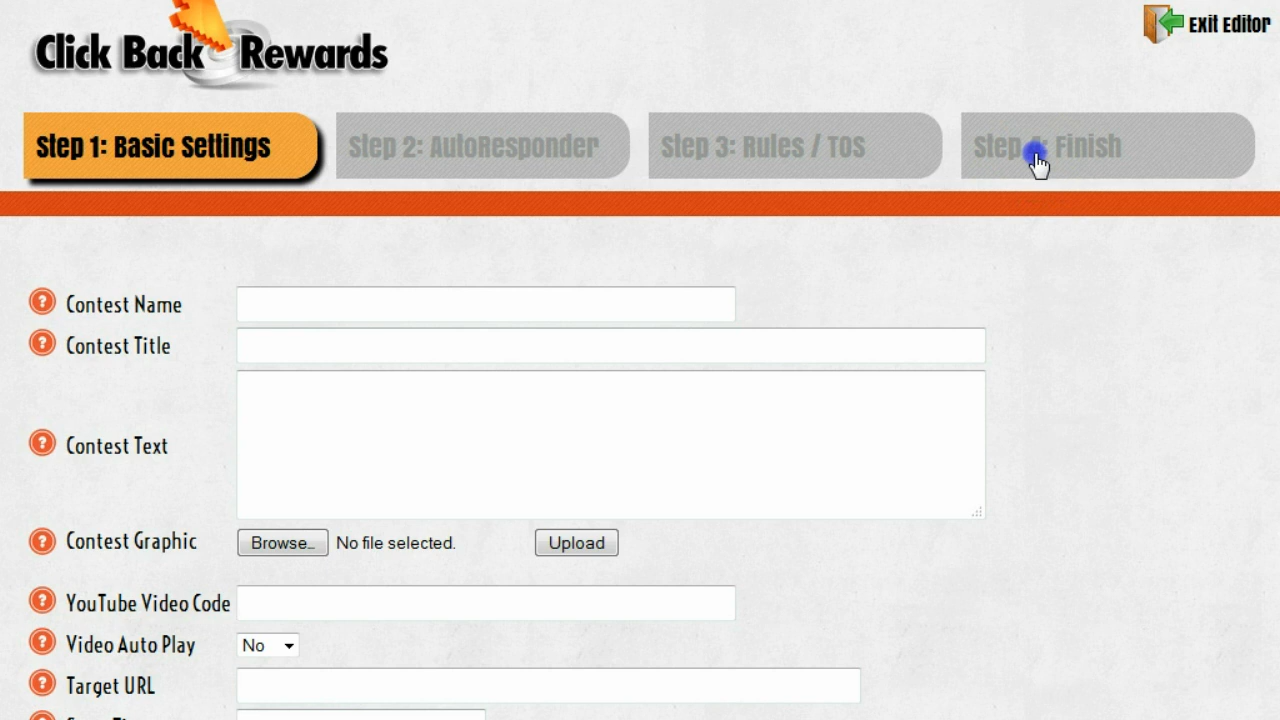 Click Back Rewards
Exit Editor
Step 1: Basic Settings
Step 2: AutoResponder
Step 3: Rules / TOS
Step 4: Finish
Contest Name
Contest Title
Contest Text
Contest Graphic
Browse... No file selected. Upload
YouTube Video Code
Video Auto Play No
Target URL